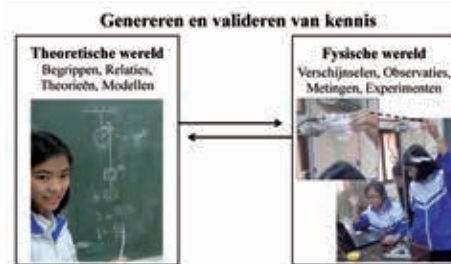 Genereren en valideren van kennis
Theoretische wereld
Begrippen, Relaties,
Theorieën, Modellen
Fysische wereld
Verschijnselen, Observaties,
Metingen, Experimenten